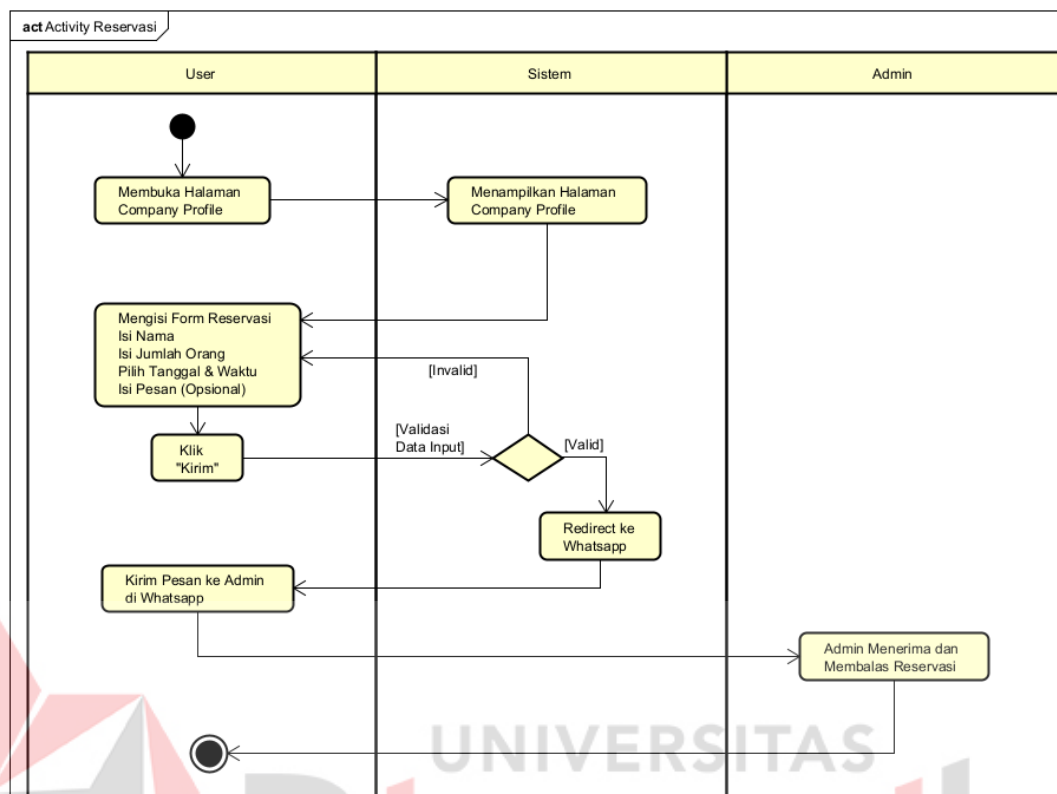 act Activity Reservasi
User
Sistem
Admin
Membuka Halaman
Company Profile
Menampilkan Halaman
Company Profile
Mengisi Form Reservasi
Isi Nama
Isi Jumlah Orang
Pilih Tanggal & Waktu
Isi Pesan (Opsional)
[Invalid]
Klik
"Kirim"
[Validasi
Data Input]
[Valid]
Redirect ke
Whatsapp
Kirim Pesan ke Admin
di Whatsapp
Admin Menerima dan
Membalas Reservasi
UNIVERSITAS